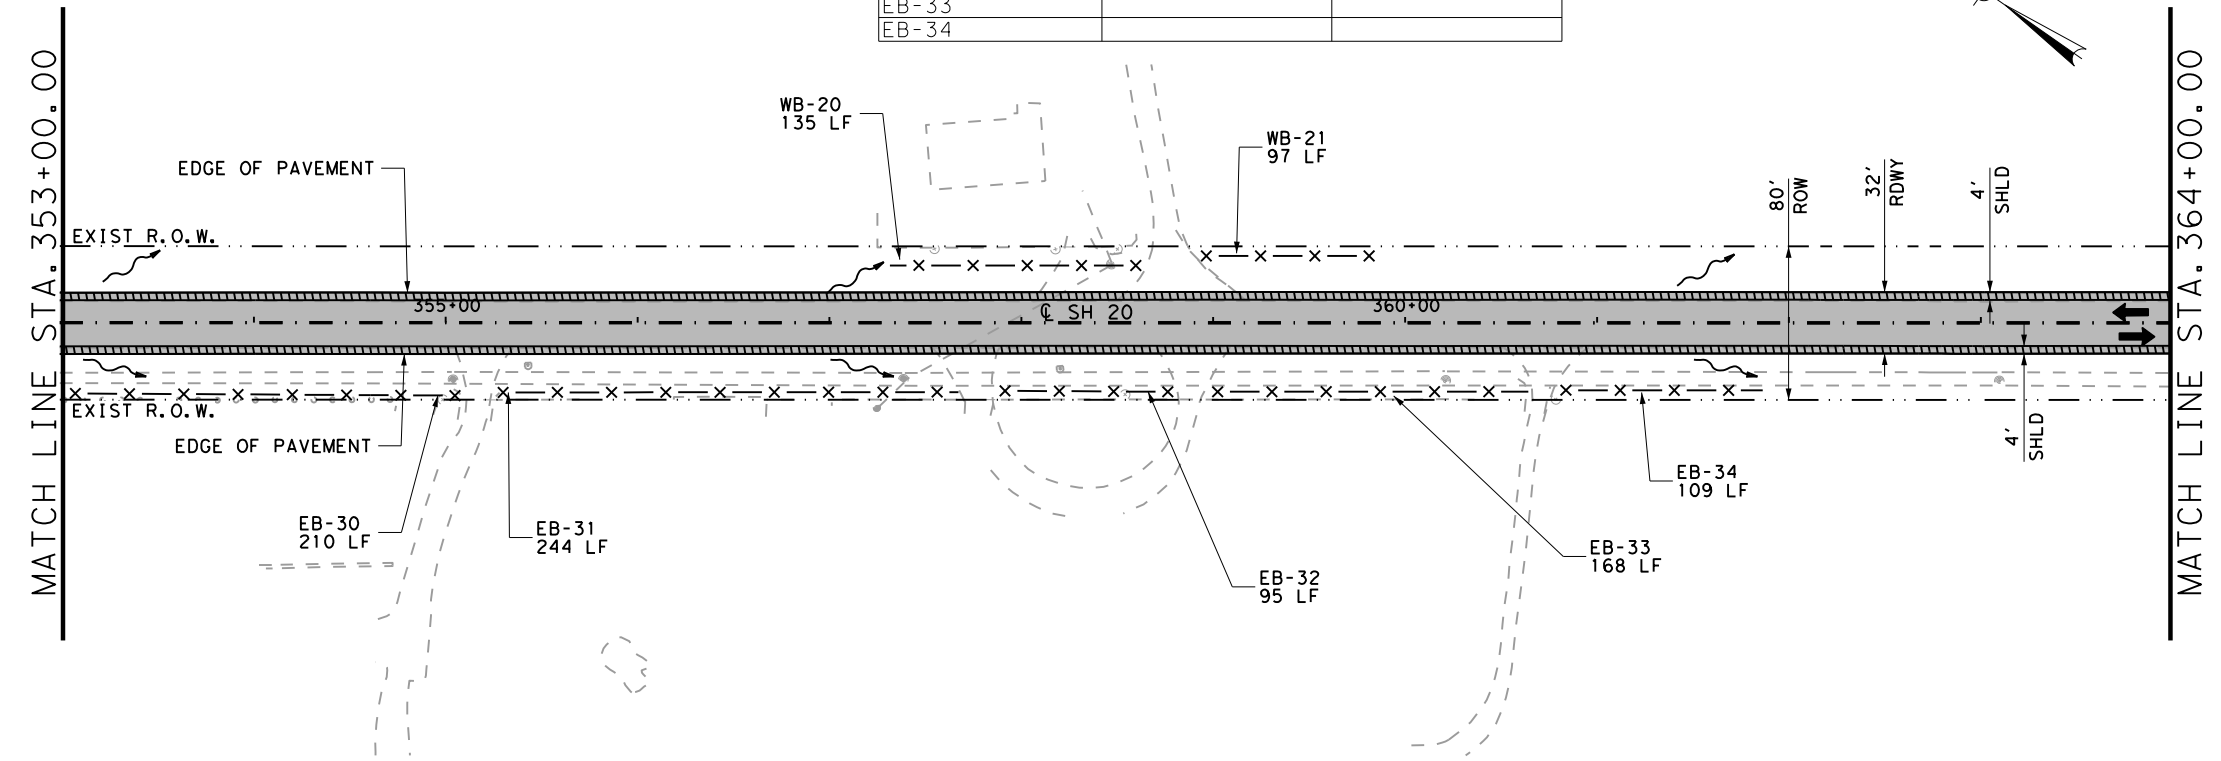 EB-33
EB-34
MATCH LINE STA. 353+00.00
MATCH LINE STA. 364+00.00
WB-20
135 LF
WB-21
97 LF
EDGE OF PAVEMENT
80'
ROW
32'
RDWY
4'
SHLD
EXIST R.O.W.
355+00
℄ SH 20
360+00
EXIST R.O.W.
EDGE OF PAVEMENT
4'
SHLD
EB-34
109 LF
EB-30
210 LF
EB-31
244 LF
EB-33
168 LF
EB-32
95 LF